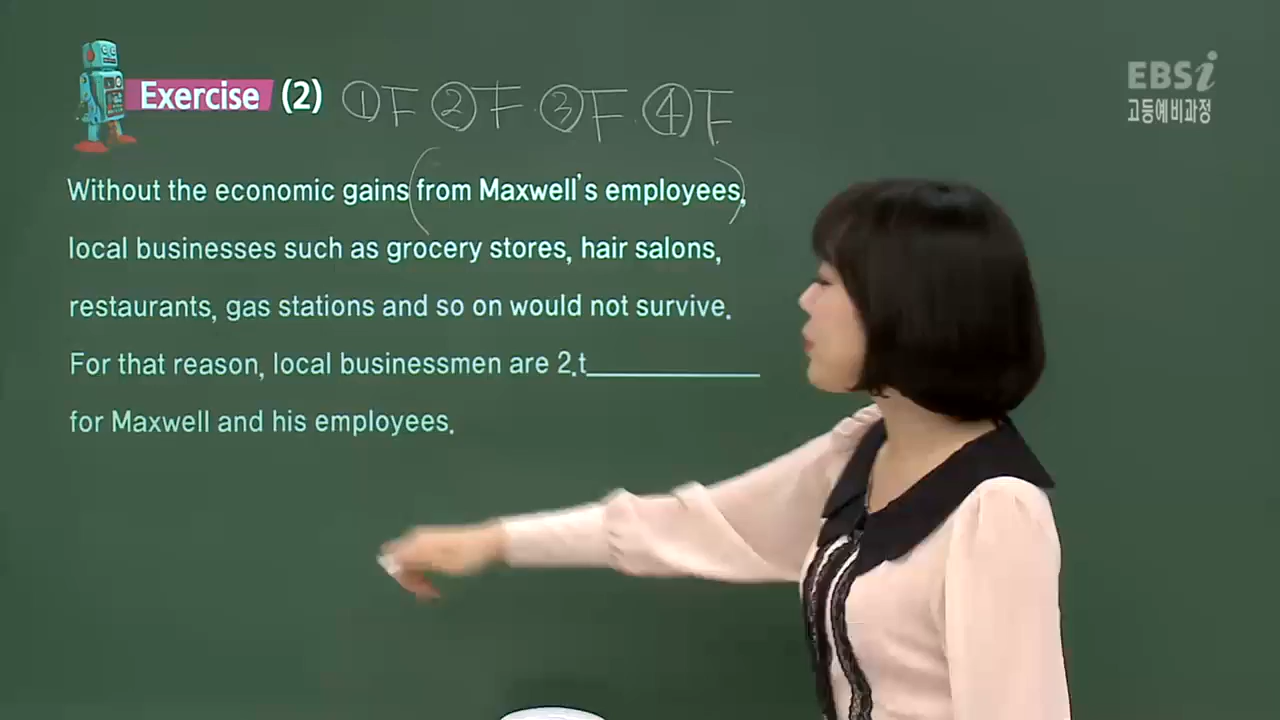 EBSi
고등예비과정
Exercise (2) ①F ②F ③F ④F
Without the economic gains (from Maxwell's employees),
local businesses such as grocery stores, hair salons,
restaurants, gas stations and so on would not survive.
For that reason, local businessmen are 2.t__________
for Maxwell and his employees.